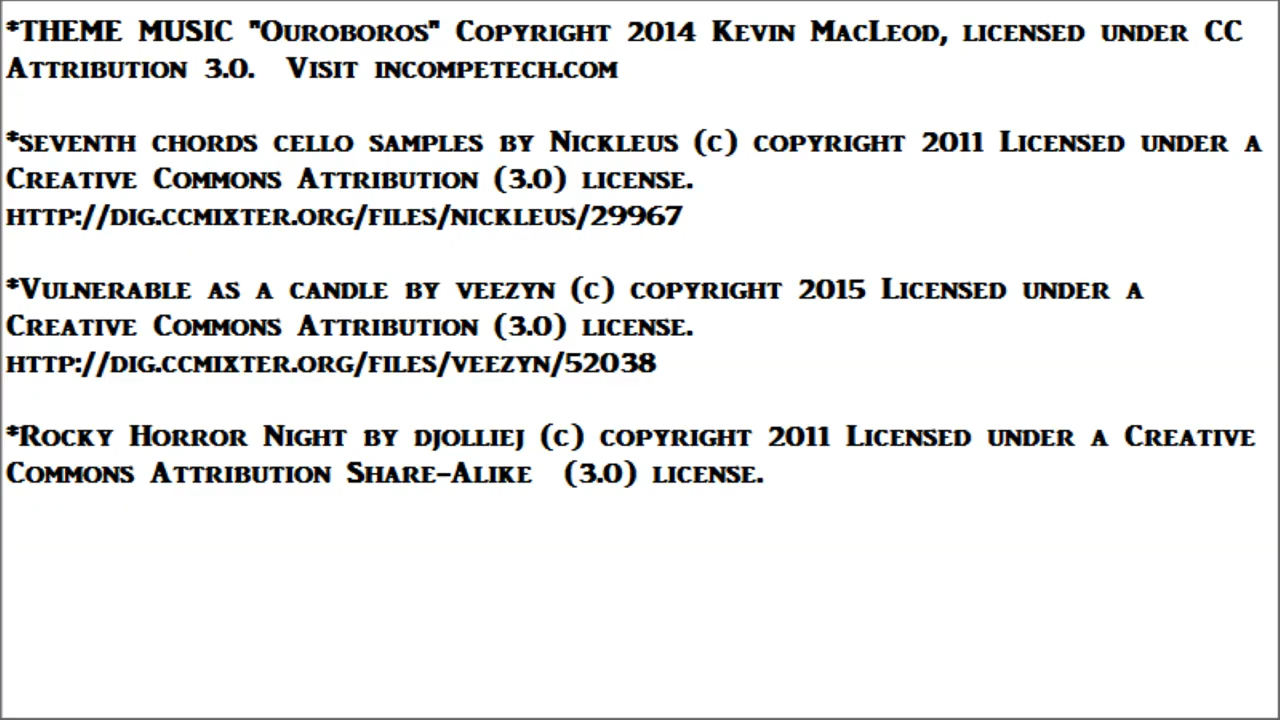 *THEME MUSIC "Ouroboros" Copyright 2014 Kevin MacLeod, licensed under CC
Attribution 3.0. Visit incompetech.com
*seventh chords cello samples by Nickleus (c) copyright 2011 Licensed under a
Creative Commons Attribution (3.0) license.
http://dig.ccmixter.org/files/nickleus/29967
*Vulnerable as a candle by veezyn (c) copyright 2015 Licensed under a
Creative Commons Attribution (3.0) license.
http://dig.ccmixter.org/files/veezyn/52038
*Rocky Horror Night by djolliej (c) copyright 2011 Licensed under a Creative
Commons Attribution Share-Alike (3.0) license.